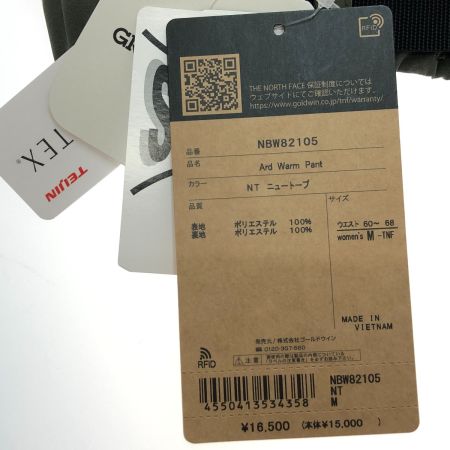 RFID
THE NORTH FACE 保証制度については
ウェブサイトにてご確認いただけます。
https://www.goldwin.co.jp/tnf/warranty/
品番 NBW82105
品名 Ard Warm Pant
カラー NT ニュートープ
品質 サイズ
表地 ポリエステル 100%
裏地 ポリエステル 100%
ウエスト 60～ 68
women's M -TNF
MADE IN
VIETNAM
発売元／株式会社ゴールドウイン
☎0120-307-560
RFID
注意
NBW82105
NT
M
4550413534358
¥16,500 (本体¥15,000 )
TEX®
TEIJIN